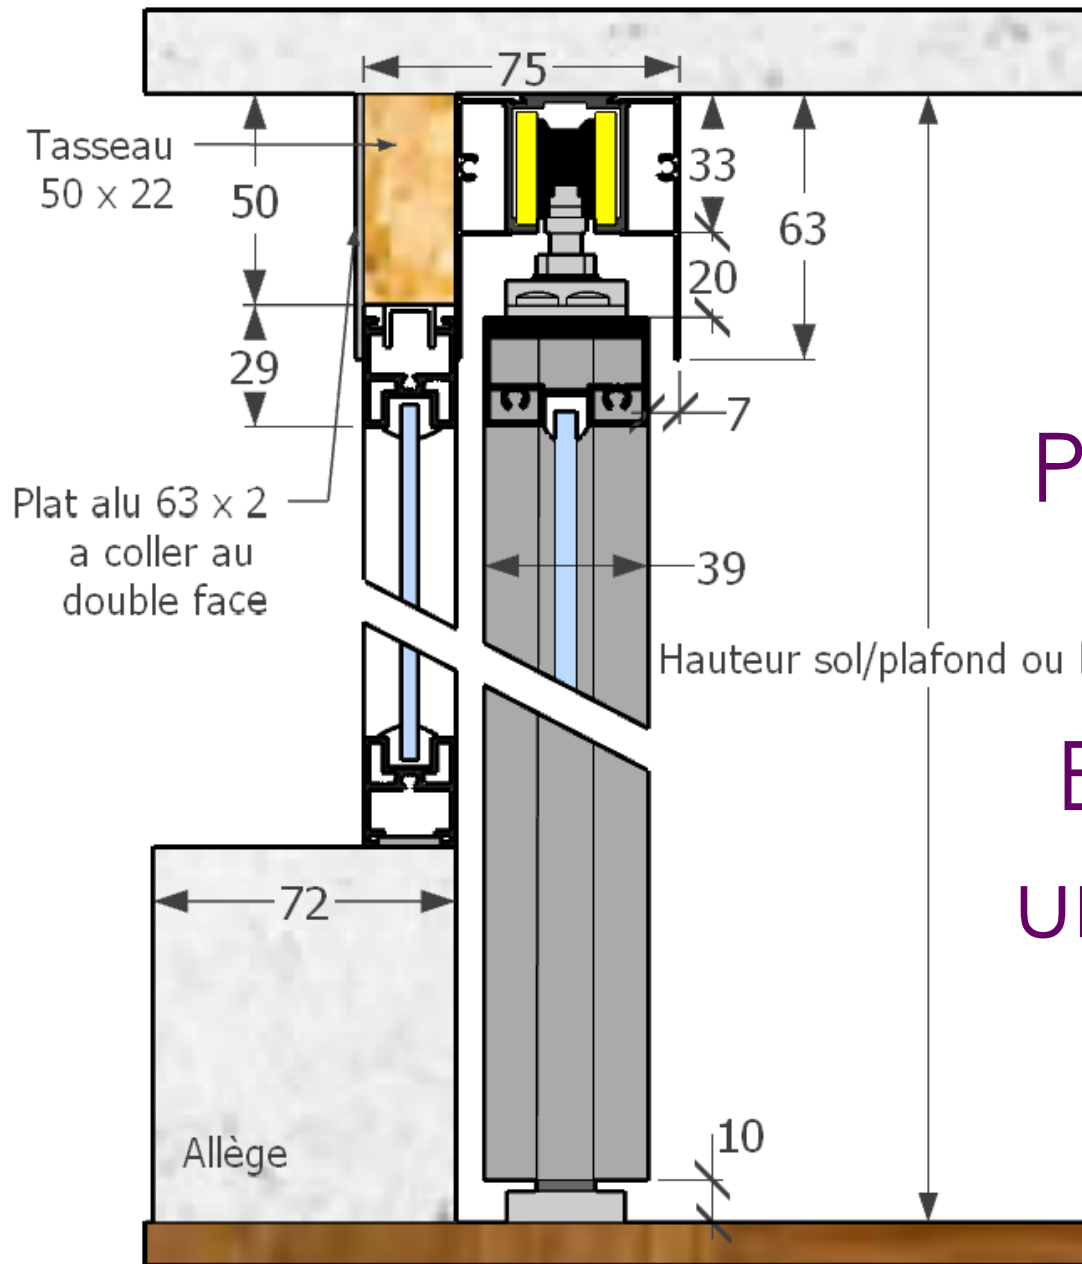 75
Tasseau
50 x 22
50
33
63
20
29
7
Plat alu 63 x 2
a coller au
double face
39
Hauteur sol/plafond ou
72
10
Allège